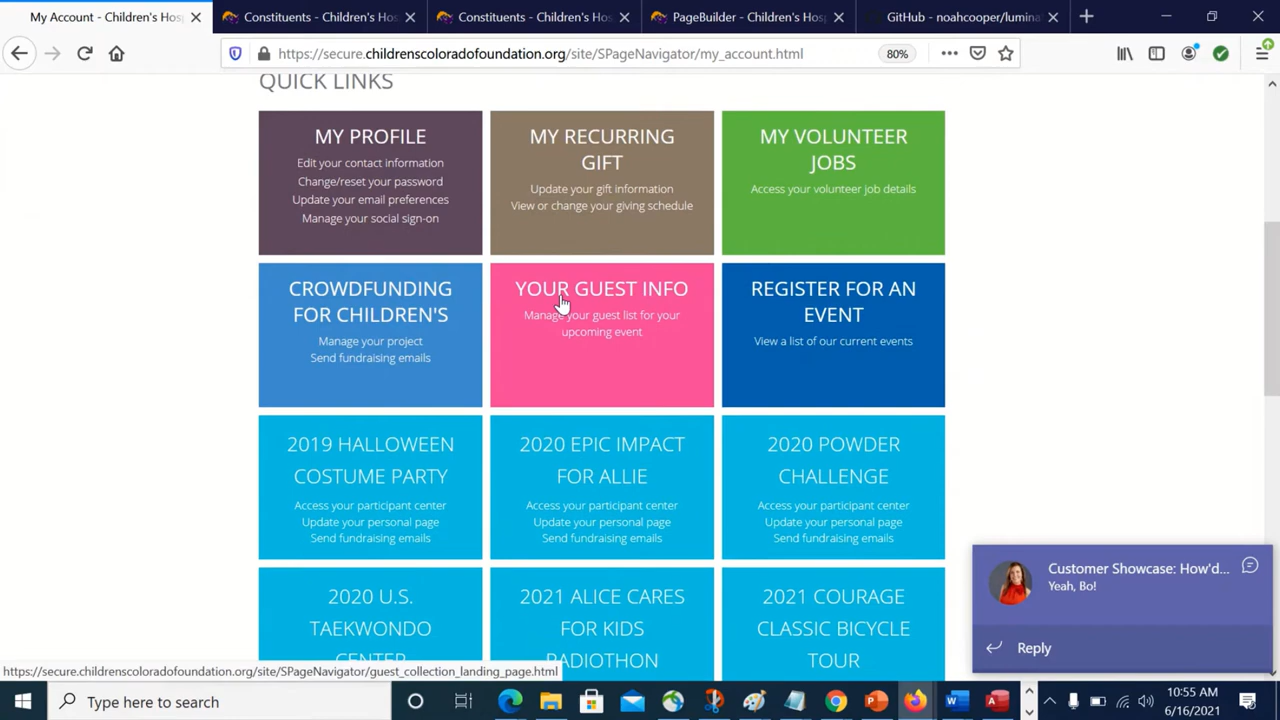 My Account - Children's Hos
Constituents - Children's Hos
Constituents - Children's Hos
PageBuilder - Children's Hosp
GitHub - noahcooper/lumina
https://secure.childrenscoloradofoundation.org/site/SPageNavigator/my_account.html
80%
QUICK LINKS
MY PROFILE
Edit your contact information
Change/reset your password
Update your email preferences
Manage your social sign-on
MY RECURRING
GIFT
Update your gift information
View or change your giving schedule
MY VOLUNTEER
JOBS
Access your volunteer job details
CROWDFUNDING
FOR CHILDREN'S
Manage your project
Send fundraising emails
YOUR GUEST INFO
Manage your guest list for your
upcoming event
REGISTER FOR AN
EVENT
View a list of our current events
2019 HALLOWEEN
COSTUME PARTY
Access your participant center
Update your personal page
Send fundraising emails
2020 EPIC IMPACT
FOR ALLIE
Access your participant center
Update your personal page
Send fundraising emails
2020 POWDER
CHALLENGE
Access your participant center
Update your personal page
Send fundraising emails
2020 U.S.
TAEKWONDO
CENTER
2021 ALICE CARES
FOR KIDS
RADIOTHON
2021 COURAGE
CLASSIC BICYCLE
TOUR
Customer Showcase: How'd...
Yeah, Bo!
Reply
https://secure.childrenscoloradofoundation.org/site/SPageNavigator/guest_collection_landing_page.html
Type here to search
10:55 AM
6/16/2021